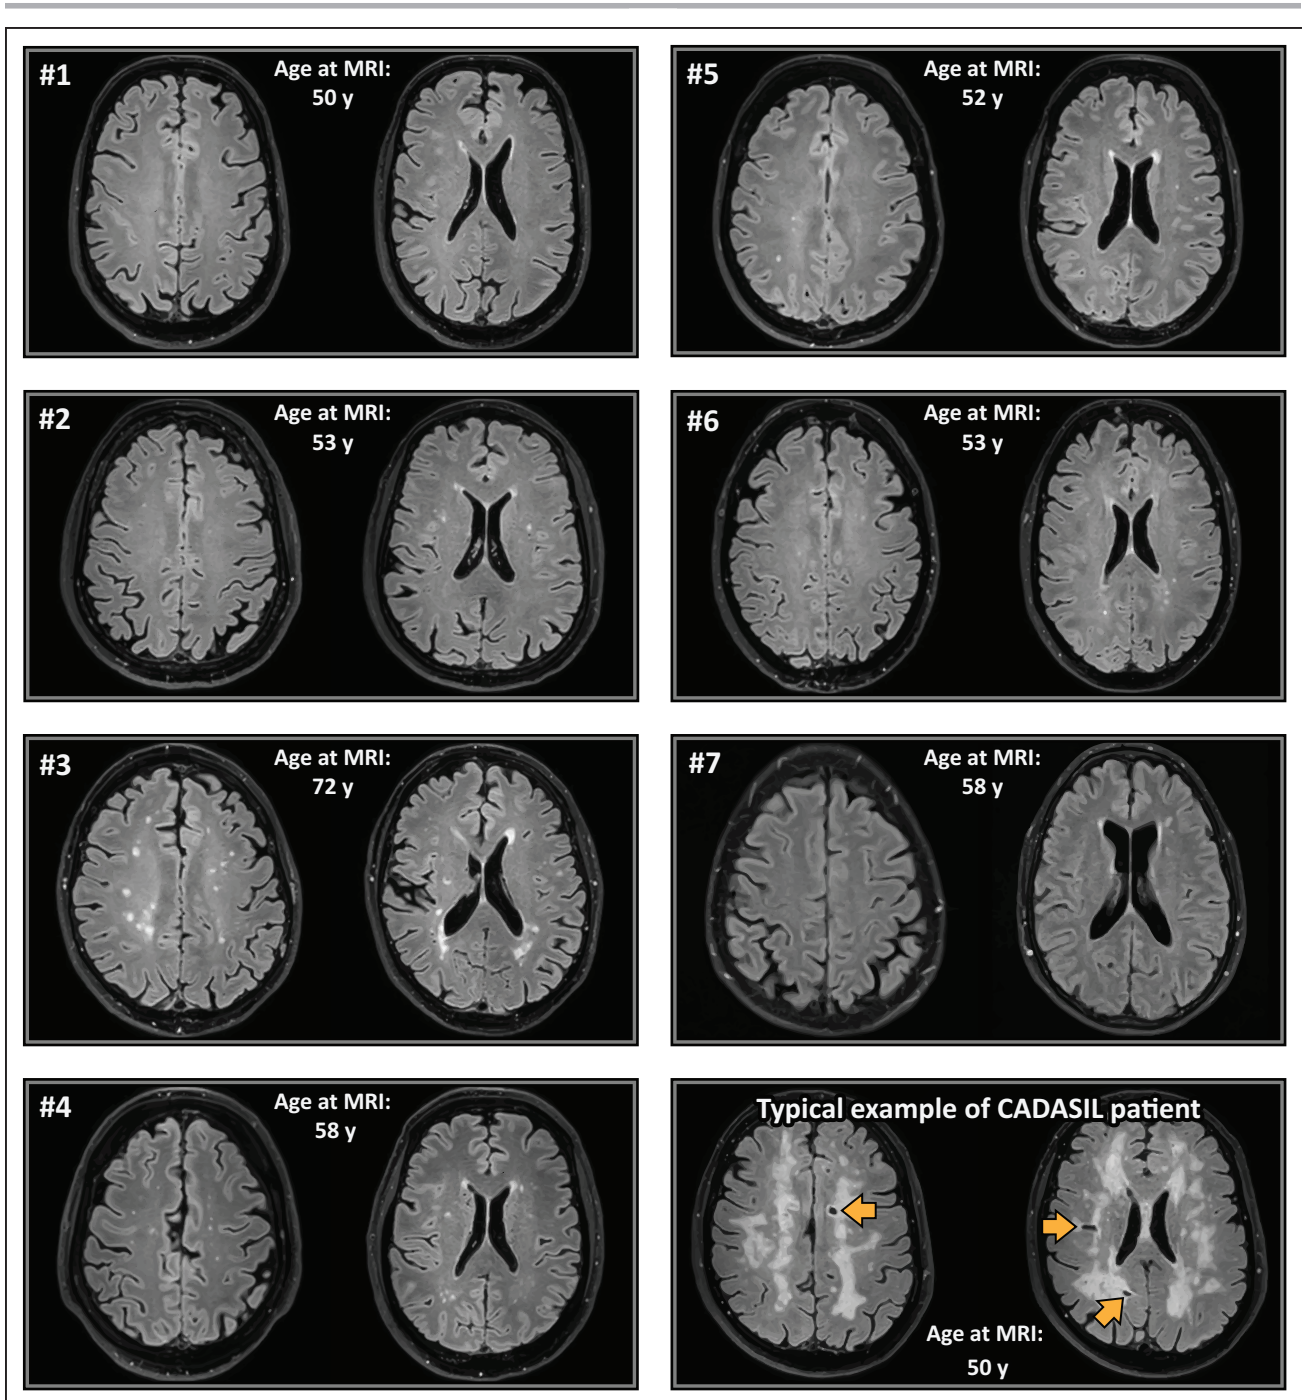 #1
Age at MRI:
50 y
#5
Age at MRI:
52 y
#2
Age at MRI:
53 y
#6
Age at MRI:
53 y
#3
Age at MRI:
72 y
#7
Age at MRI:
58 y
#4
Age at MRI:
58 y
Typical example of CADASIL patient
Age at MRI:
50 y